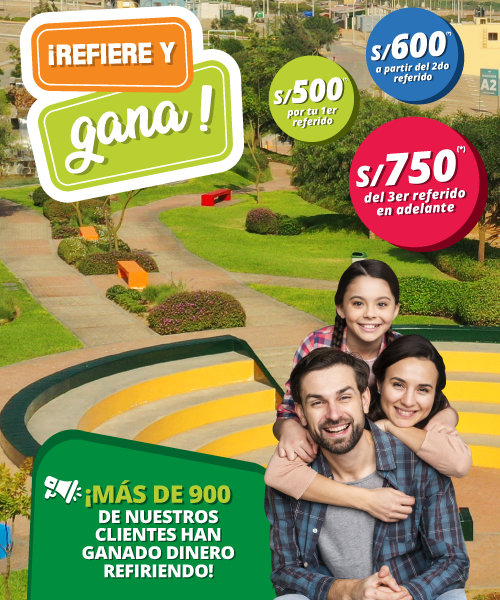 ¡REFIERE Y
gana!
S/600(*)
a partir del 2do
referido
S/500*
por tu 1er
referido
S/750(*)
del 3er referido
en adelante
A2
¡MÁS DE 900
DE NUESTROS
CLIENTES HAN
GANADO DINERO
REFIRIENDO!